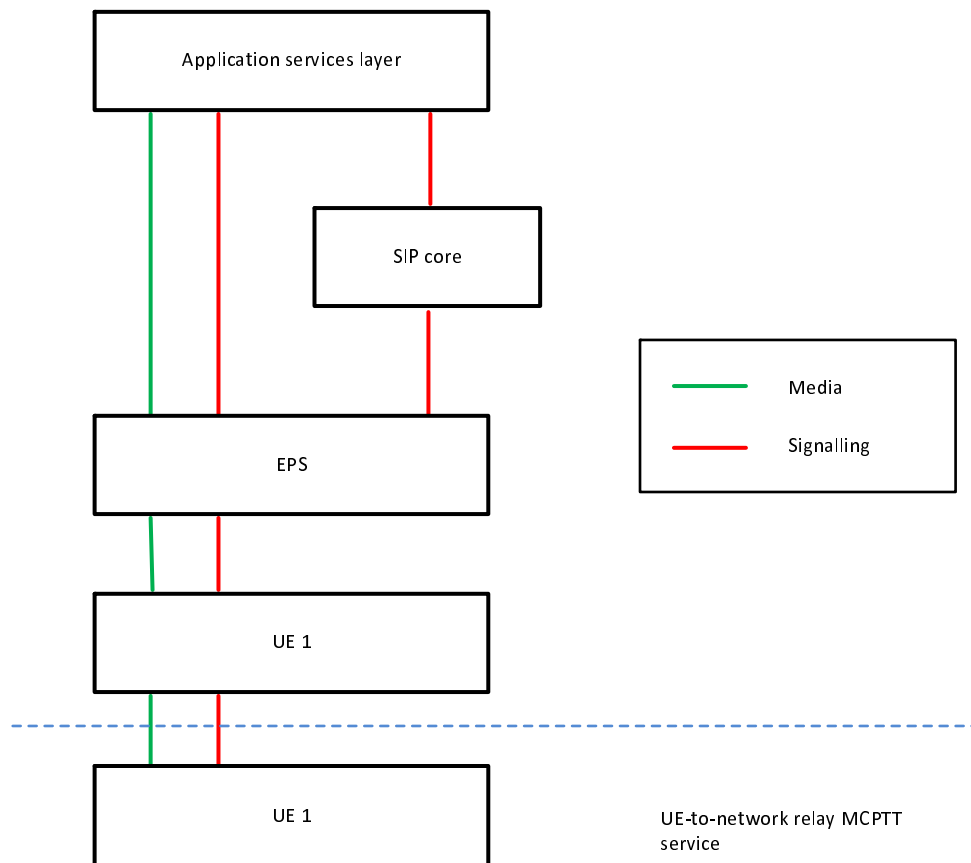 Application services layer
SIP core
Media
EPS
Signalling
UE 1
UE 1
UE-to-network relay MCPTT
service